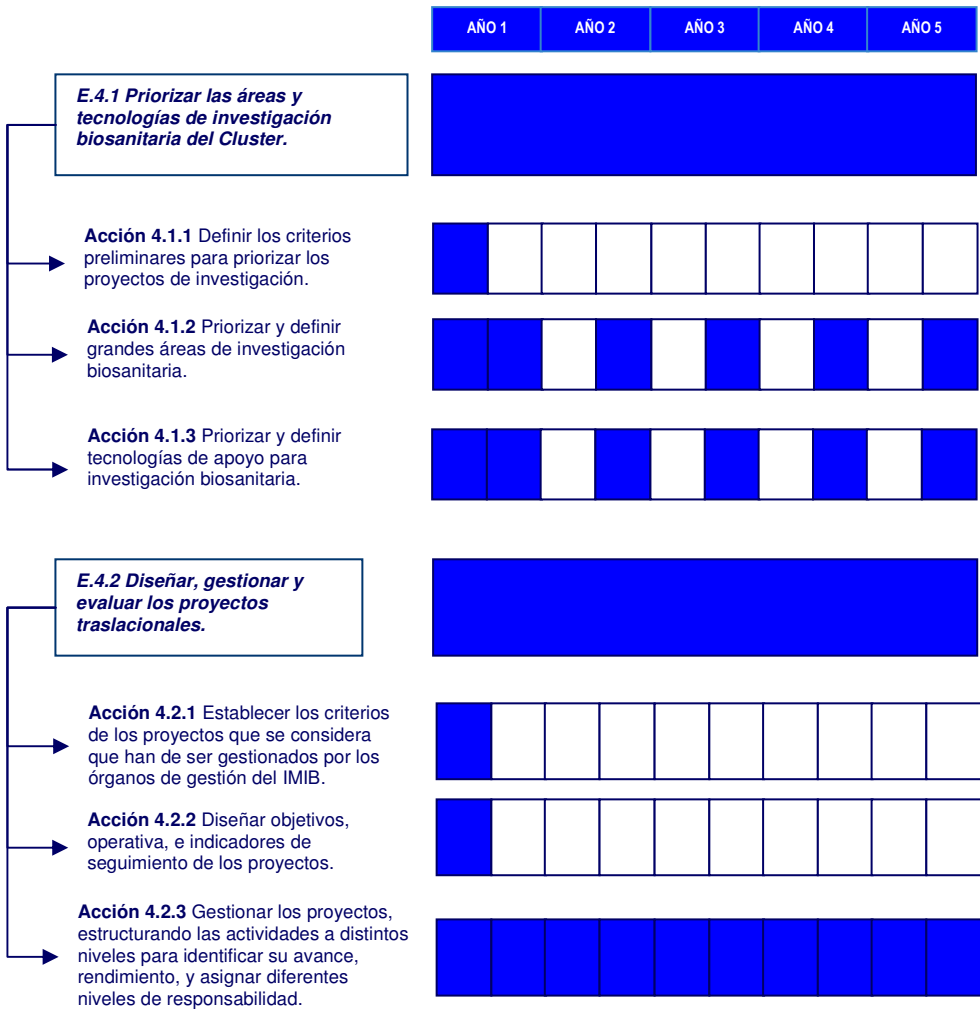 AÑO 1 AÑO 2 AÑO 3 AÑO 4 AÑO 5
E.4.1 Priorizar las áreas y
tecnologías de investigación
biosanitaria del Cluster.
Acción 4.1.1 Definir los criterios
preliminares para priorizar los
proyectos de investigación.
Acción 4.1.2 Priorizar y definir
grandes áreas de investigación
biosanitaria.
Acción 4.1.3 Priorizar y definir
tecnologías de apoyo para
investigación biosanitaria.
E.4.2 Diseñar, gestionar y
evaluar los proyectos
traslacionales.
Acción 4.2.1 Establecer los criterios
de los proyectos que se considera
que han de ser gestionados por los
órganos de gestión del IMIB.
Acción 4.2.2 Diseñar objetivos,
operativa, e indicadores de
seguimiento de los proyectos.
Acción 4.2.3 Gestionar los proyectos,
estructurando las actividades a distintos
niveles para identificar su avance,
rendimiento, y asignar diferentes
niveles de responsabilidad.